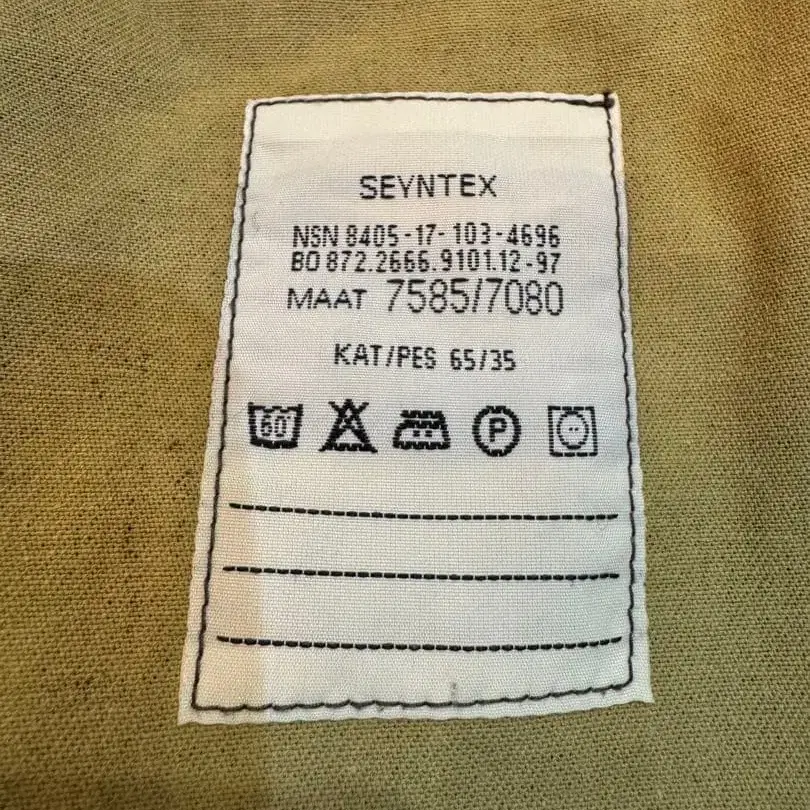 SEYNTEX
NSN 8405-17-103-4696
BO 872.2666.9101.12-97
MAAT 7585/7080
KAT/PES 65/35
60 P